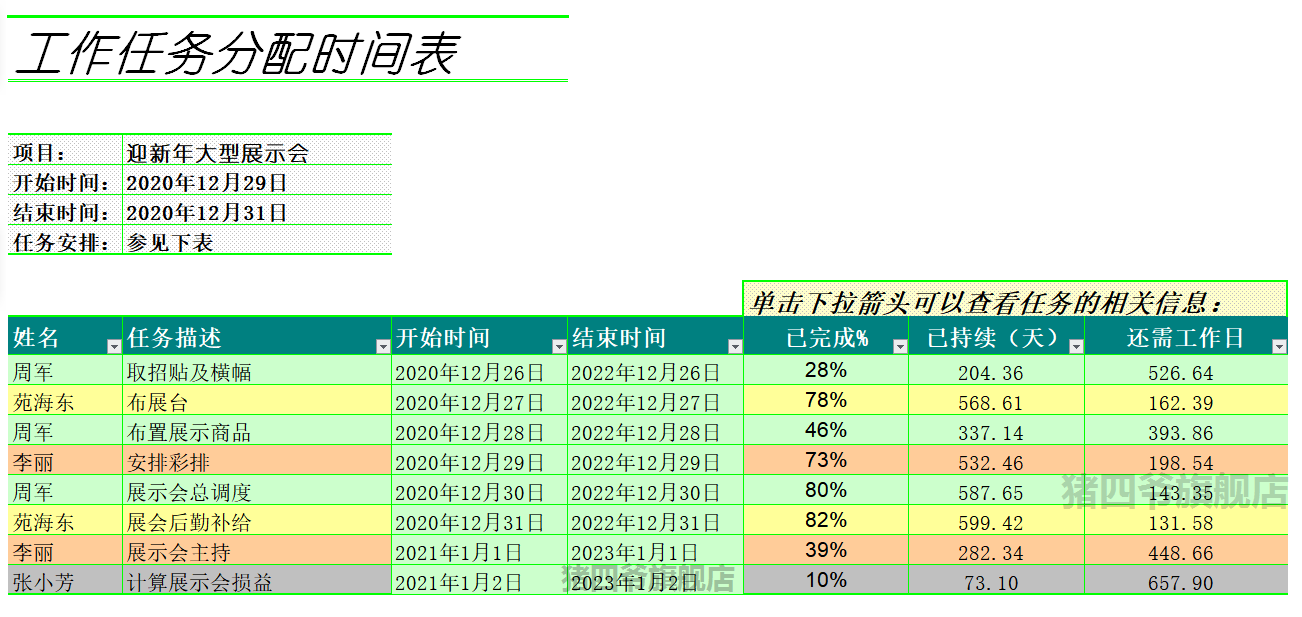 工作任务分配时间表
项目： 迎新年大型展示会
开始时间： 2020年12月29日
结束时间： 2020年12月31日
任务安排： 参见下表
单击下拉箭头可以查看任务的相关信息：
姓名 任务描述 开始时间 结束时间 已完成% 已持续（天） 还需工作日
周军 取招贴及横幅 2020年12月26日 2022年12月26日 28% 204.36 526.64
苑海东 布展台 2020年12月27日 2022年12月27日 78% 568.61 162.39
周军 布置展示商品 2020年12月28日 2022年12月28日 46% 337.14 393.86
李丽 安排彩排 2020年12月29日 2022年12月29日 73% 532.46 198.54
周军 展示会总调度 2020年12月30日 2022年12月30日 80% 587.65 143.35
猪四爷旗舰店
苑海东 展会后勤补给 2020年12月31日 2022年12月31日 82% 599.42 131.58
李丽 展示会主持 2021年1月1日 2023年1月1日 39% 282.34 448.66
张小芳 计算展示会损益 2021年1月2日 2023年1月2日 10% 73.10 657.90
猪四爷旗舰店